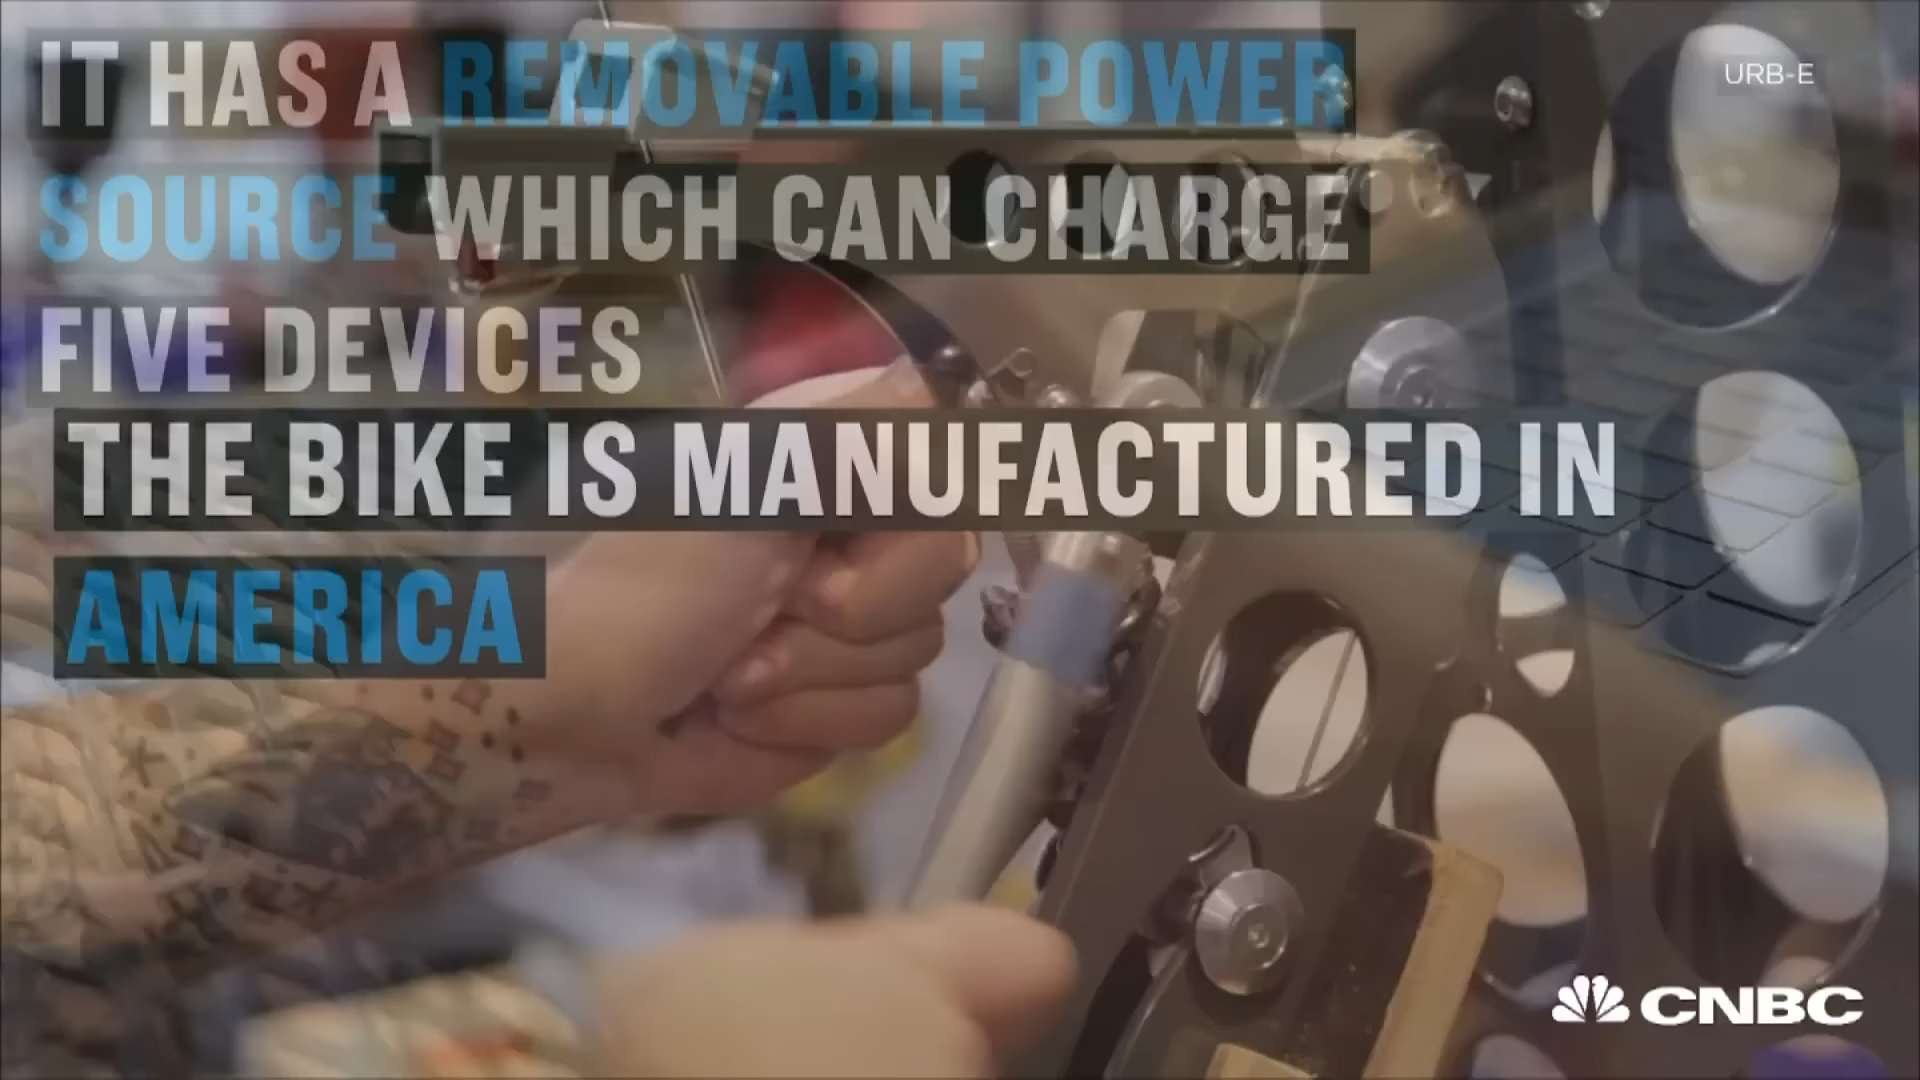 IT HAS A REMOVABLE POWER
URB-E
SOURCE WHICH CAN CHARGE
FIVE DEVICES
THE BIKE IS MANUFACTURED IN
AMERICA
CNBC